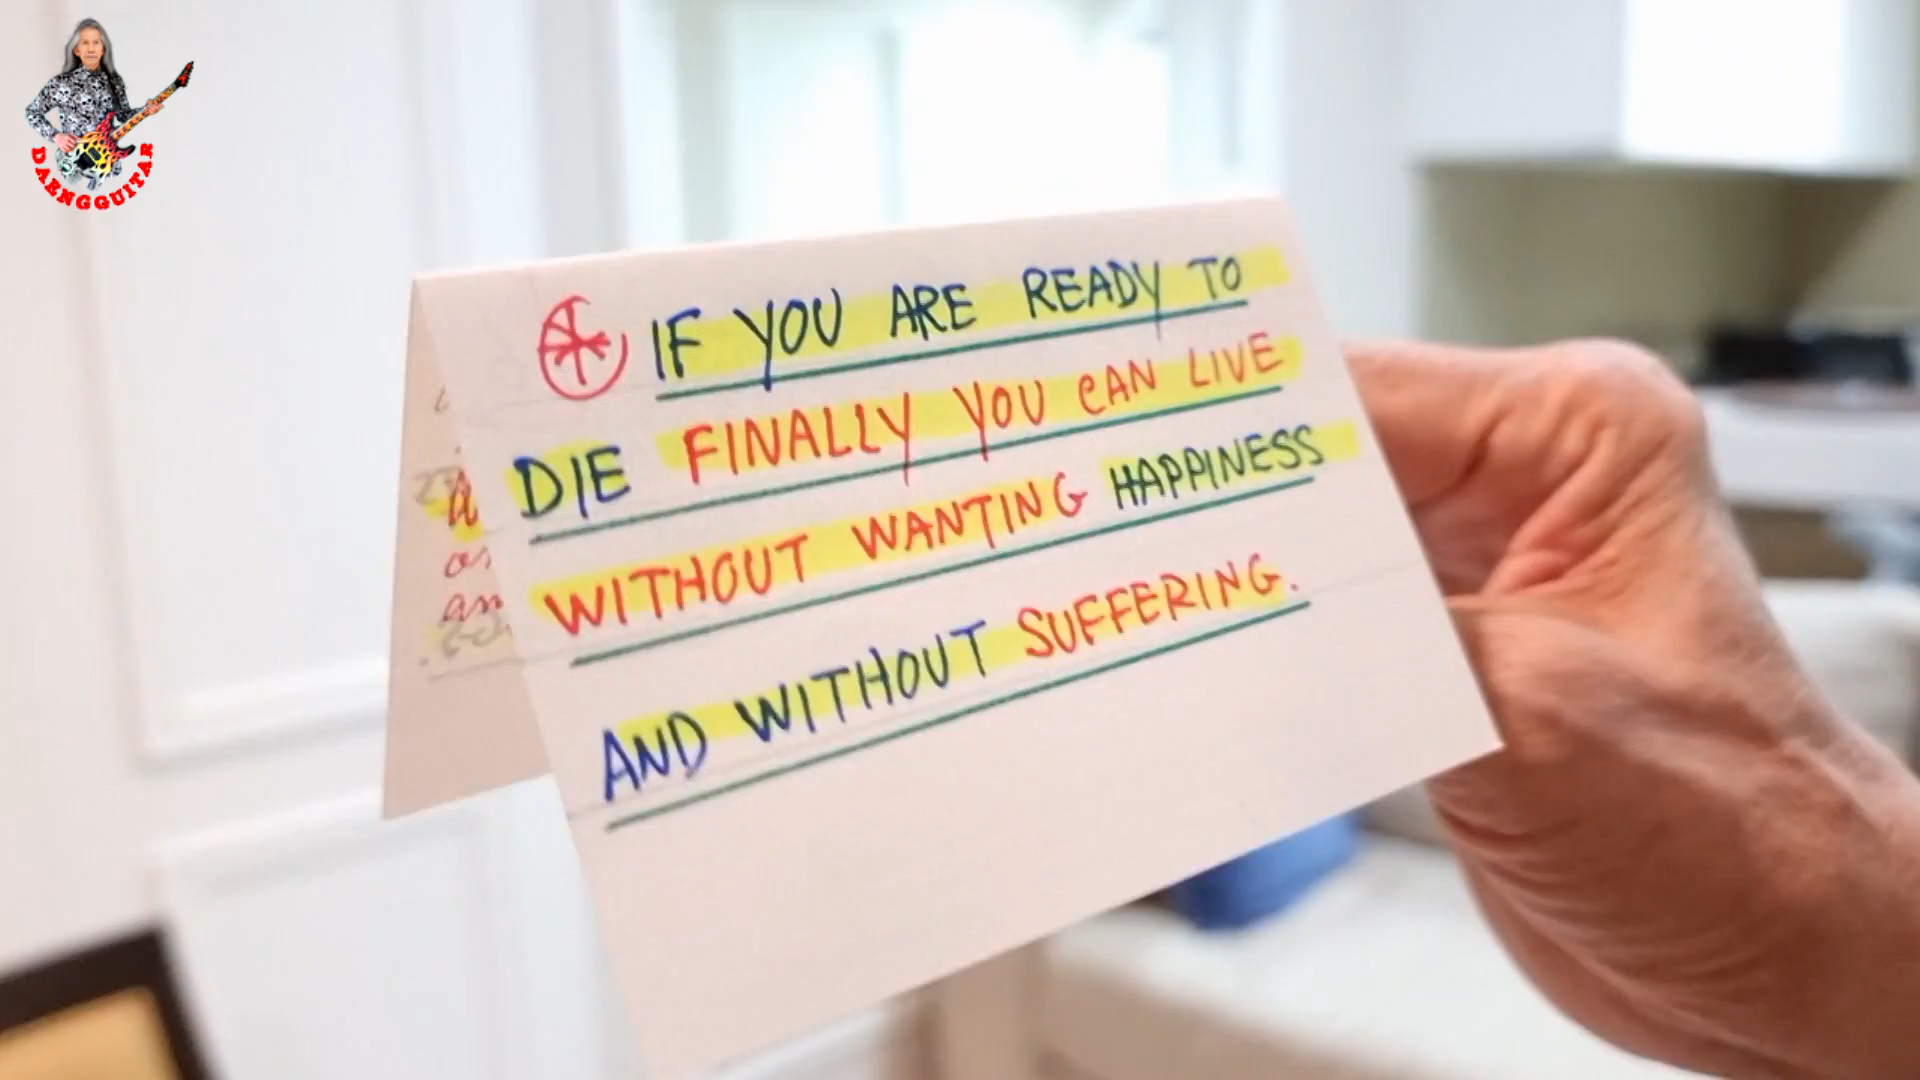 DAENGGUITAR
IF YOU ARE READY TO
DIE FINALLY YOU CAN LIVE
WITHOUT WANTING HAPPINESS
AND WITHOUT SUFFERING.